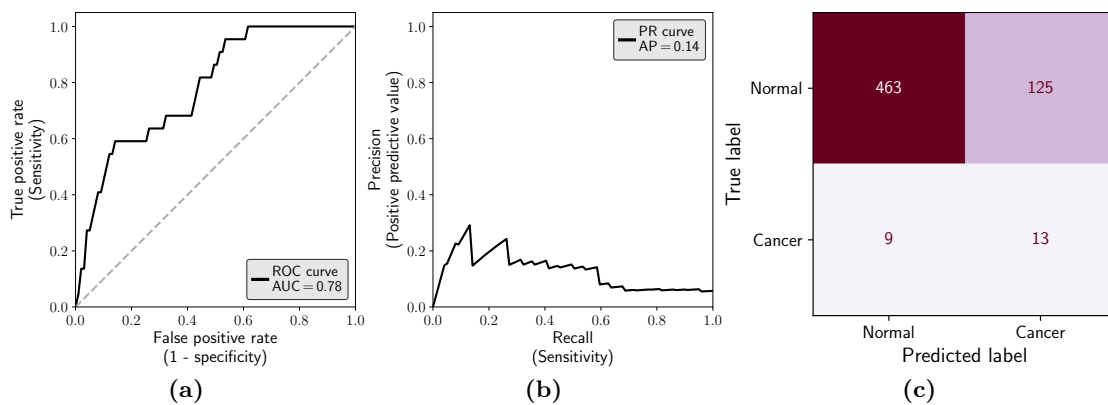 1.0
0.8
0.6
0.4
0.2
0.0
0.0
0.2
0.4
0.6
0.8
1.0
True positive rate
(Sensitivity)
False positive rate
(1 - specificity)
ROC curve
AUC = 0.78
(a)
1.0
0.8
0.6
0.4
0.2
0.0
0.0
0.2
0.4
0.6
0.8
1.0
Precision
(Positive predictive value)
Recall
(Sensitivity)
PR curve
AP = 0.14
(b)
True label
Normal
463
125
Cancer
9
13
Normal
Cancer
Predicted label
(c)